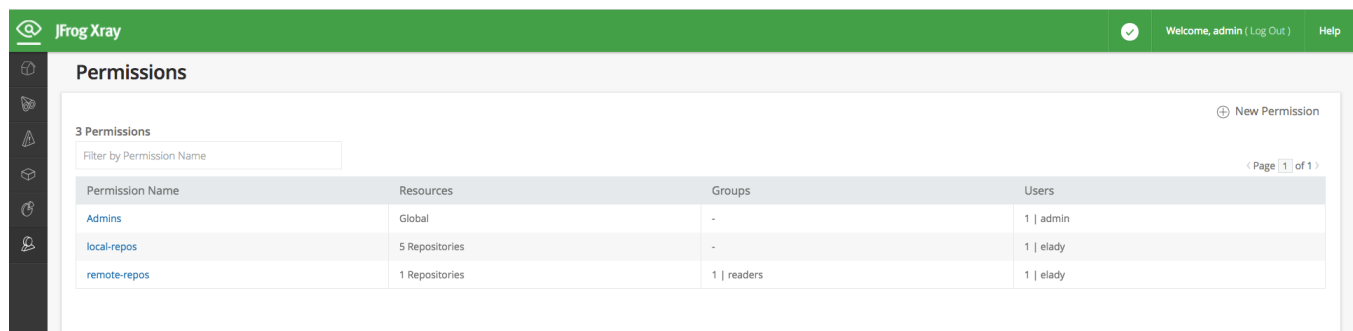 JFrog Xray
Welcome, admin ( Log Out )
Help
Permissions
New Permission
3 Permissions
Filter by Permission Name
‹ Page 1 of 1 ›
Permission Name Resources Groups Users
Admins Global - 1 | admin
local-repos 5 Repositories - 1 | elady
remote-repos 1 Repositories 1 | readers 1 | elady